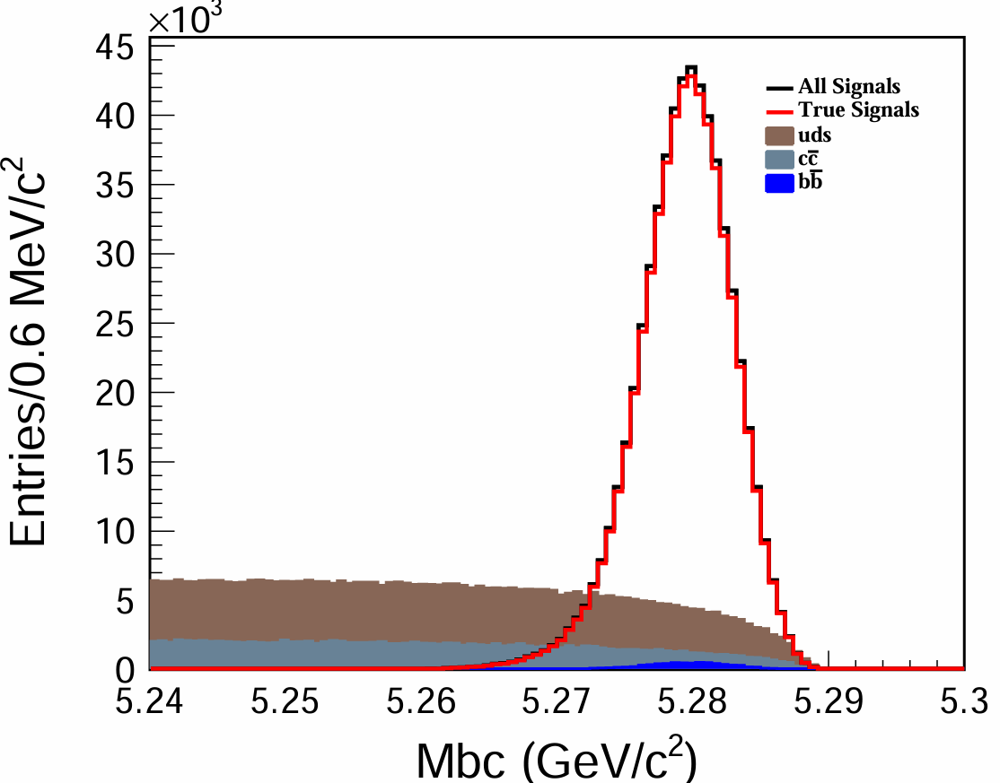 ×10³
45
40
35
30
25
20
15
10
5
0
Entries/0.6 MeV/c²
All Signals
True Signals
uds
cc̅
bb̅
5.24 5.25 5.26 5.27 5.28 5.29 5.3
Mbc (GeV/c²)